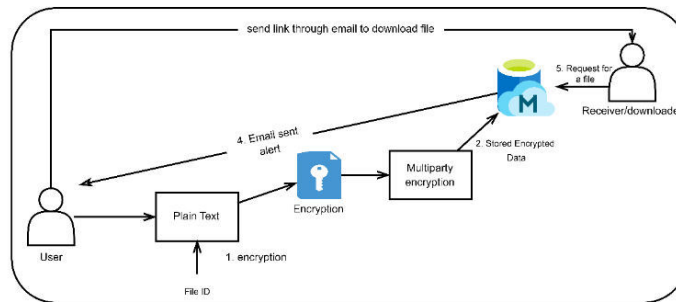 send link through email to download file
5. Request for
a file
M
Receiver/downloade
4. Email sent
alert
2. Stored Encrypted
Data
Multiparty
encryption
Encryption
Plain Text
User
1. encryption
File ID